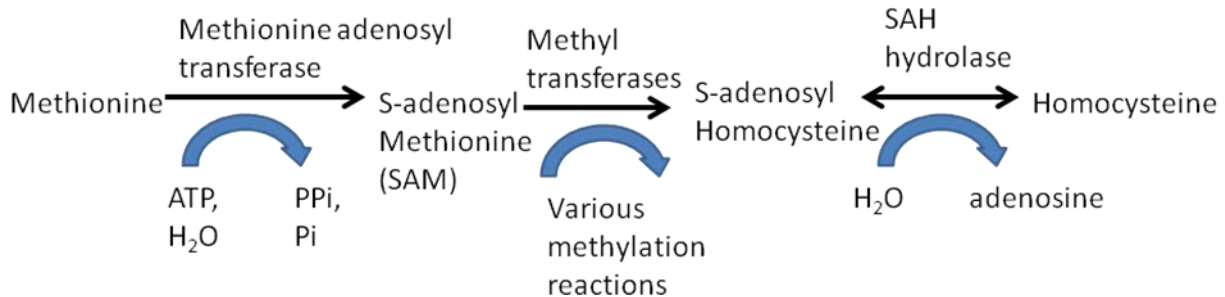 Methionine adenosyl
transferase
Methionine
ATP,
H₂O
PPi,
Pi
S-adenosyl
Methionine
(SAM)
Methyl
transferases
Various
methylation
reactions
S-adenosyl
Homocysteine
SAH
hydrolase
H₂O
adenosine
Homocysteine